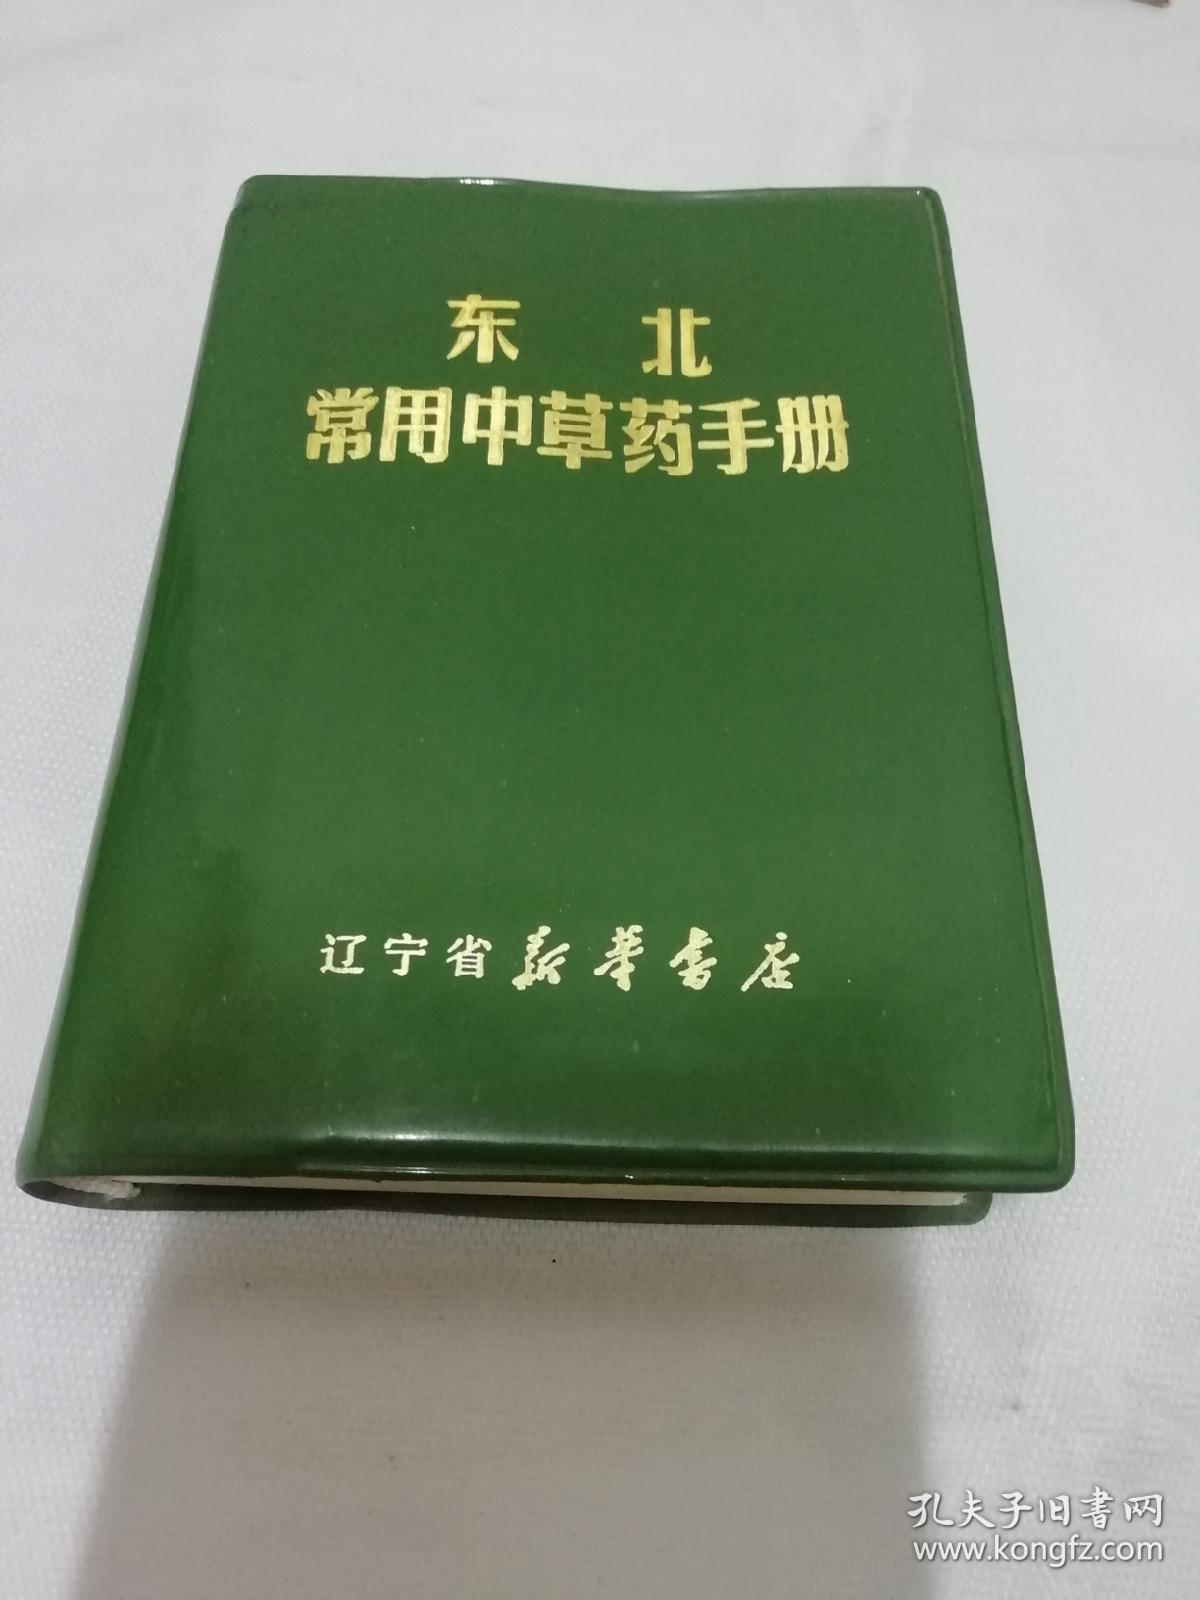 东 北
常用中草药手册
辽宁省新华书店
孔夫子旧书网
www.kongfz.com